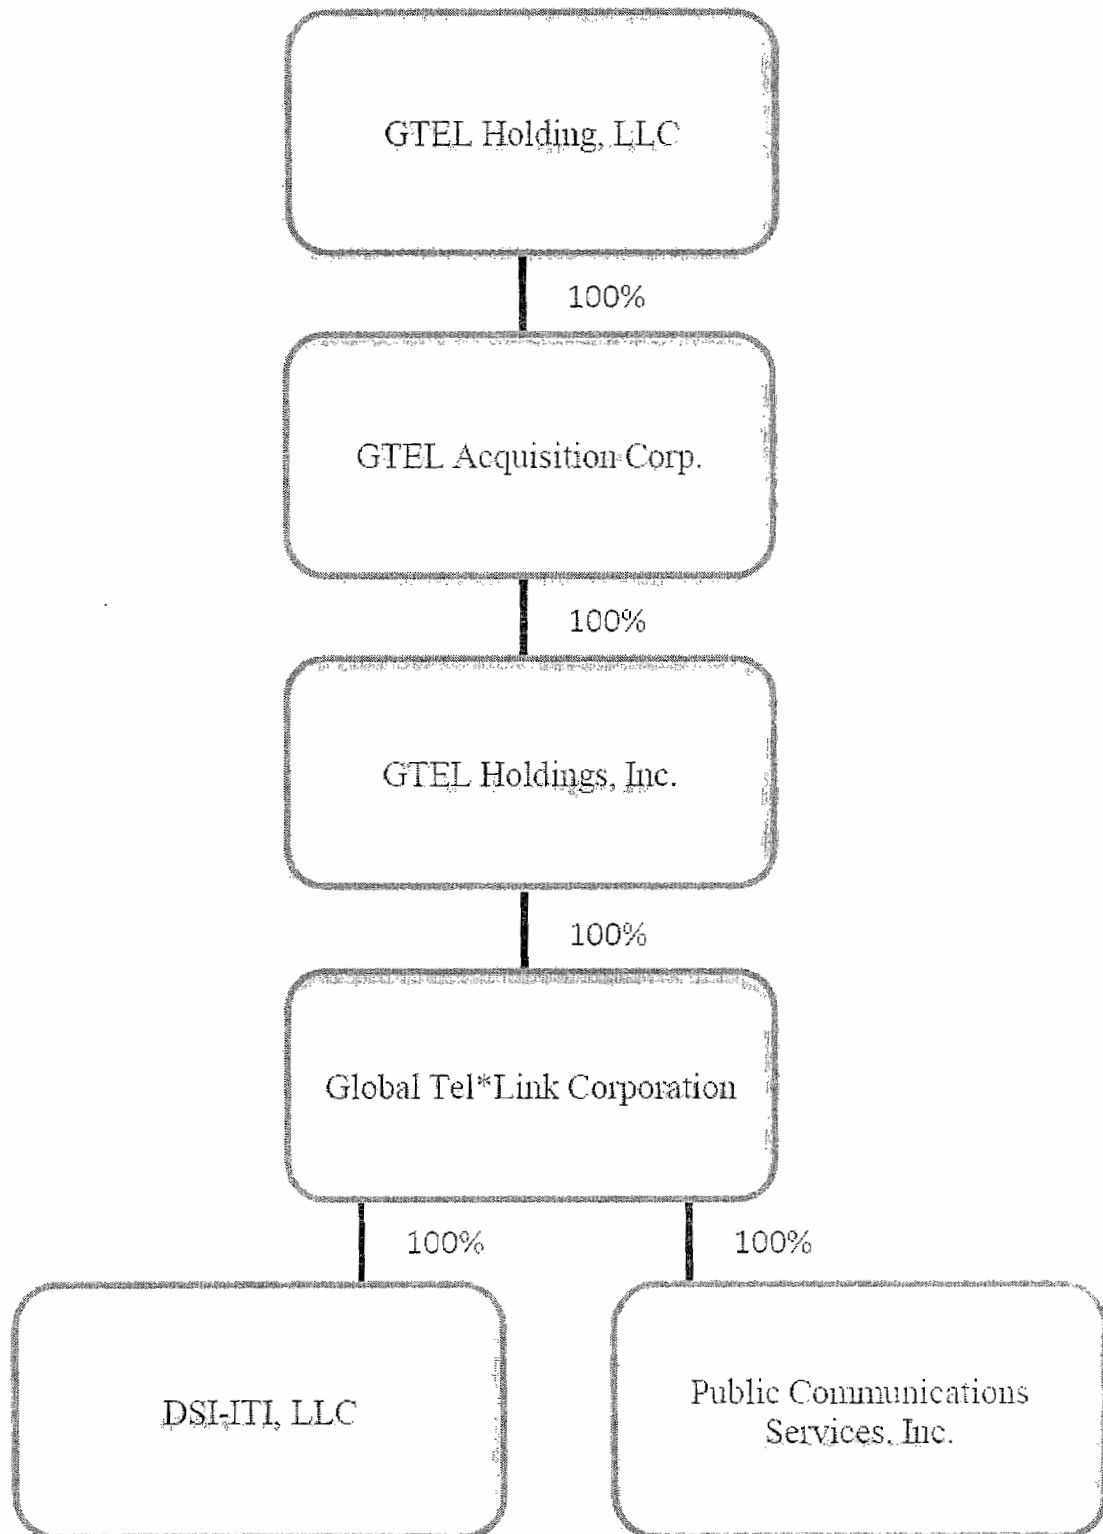 GTEL Holding, LLC
100%
GTEL Acquisition Corp.
100%
GTEL Holdings, Inc.
100%
Global Tel*Link Corporation
100%
100%
DSI-ITI, LLC
Public Communications
Services, Inc.